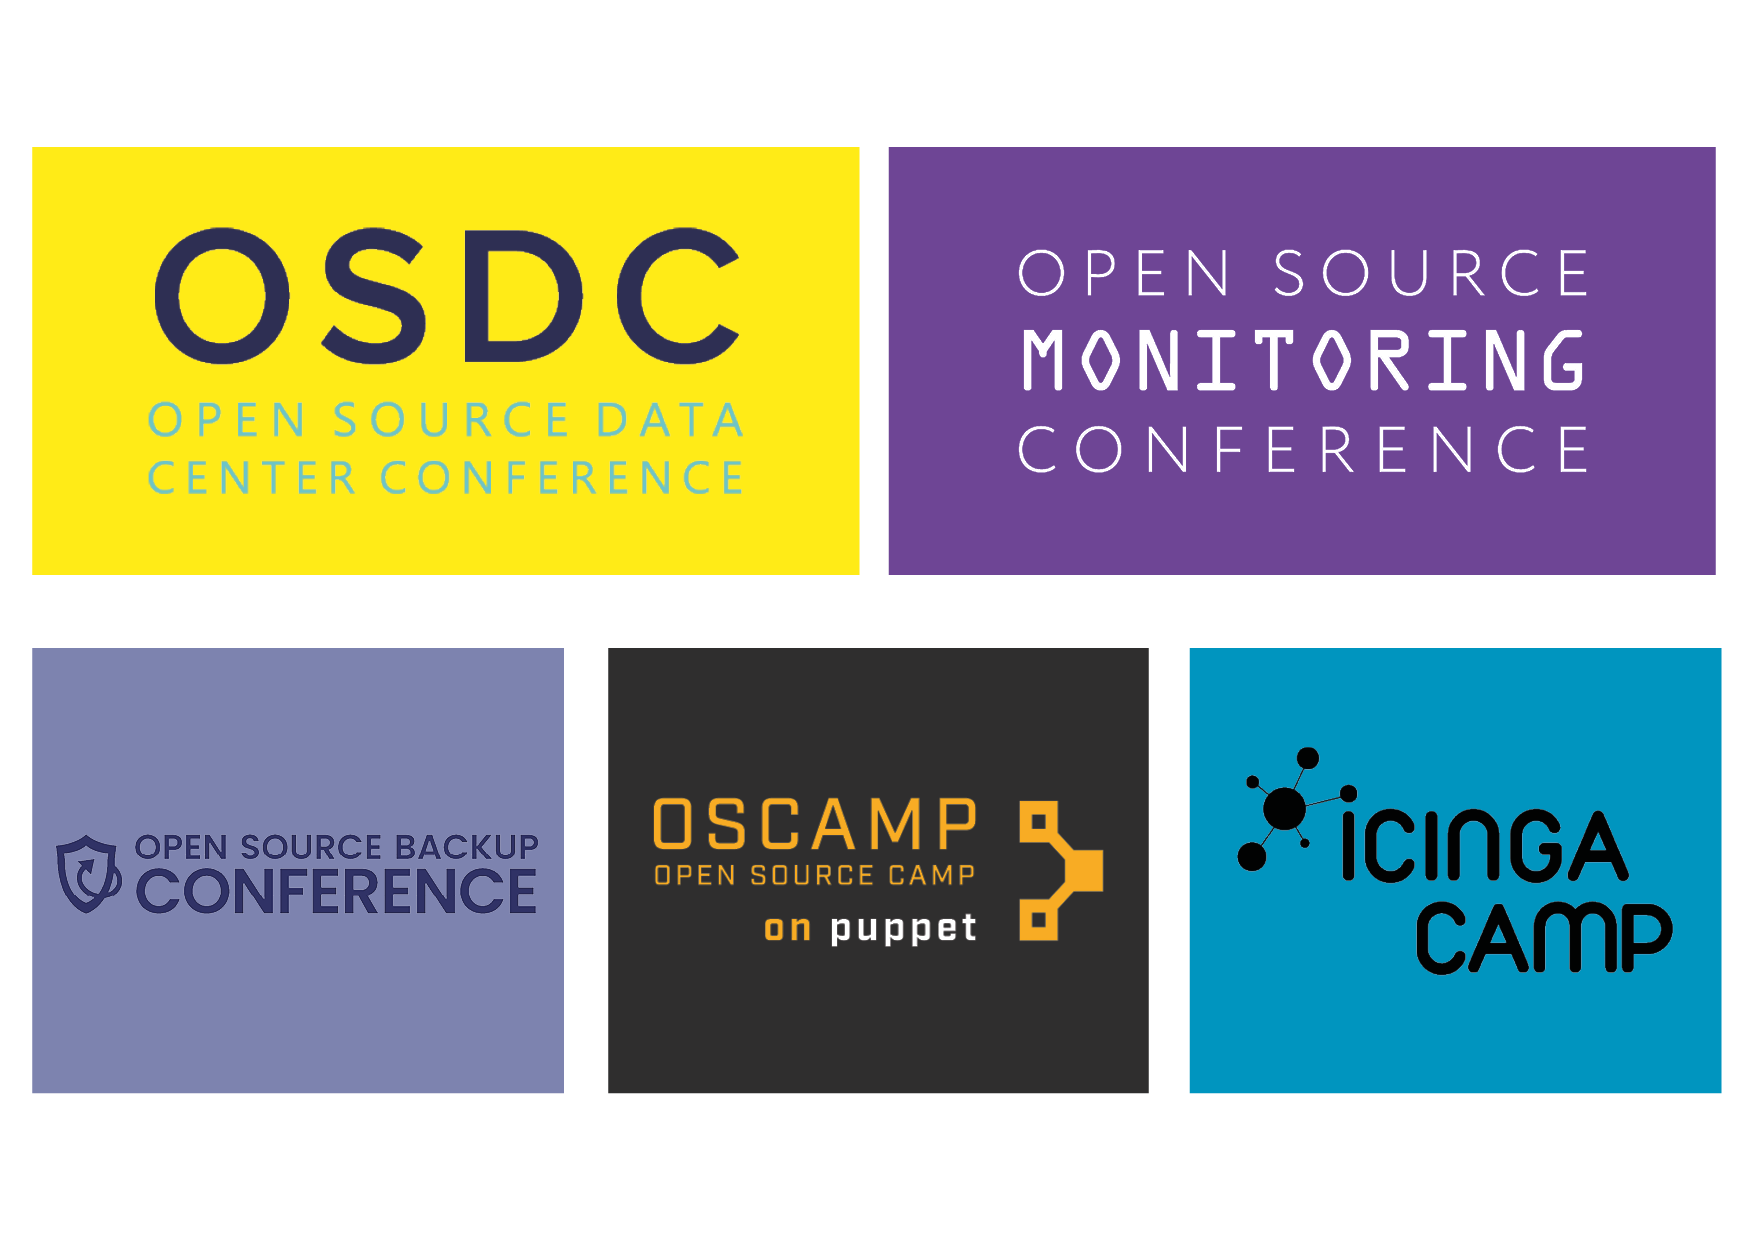 OSDC
OPEN SOURCE DATA
CENTER CONFERENCE
OPEN SOURCE
MONITORING
CONFERENCE
OPEN SOURCE BACKUP
CONFERENCE
OSCAMP
OPEN SOURCE CAMP
on puppet
iCINGA
CAMP